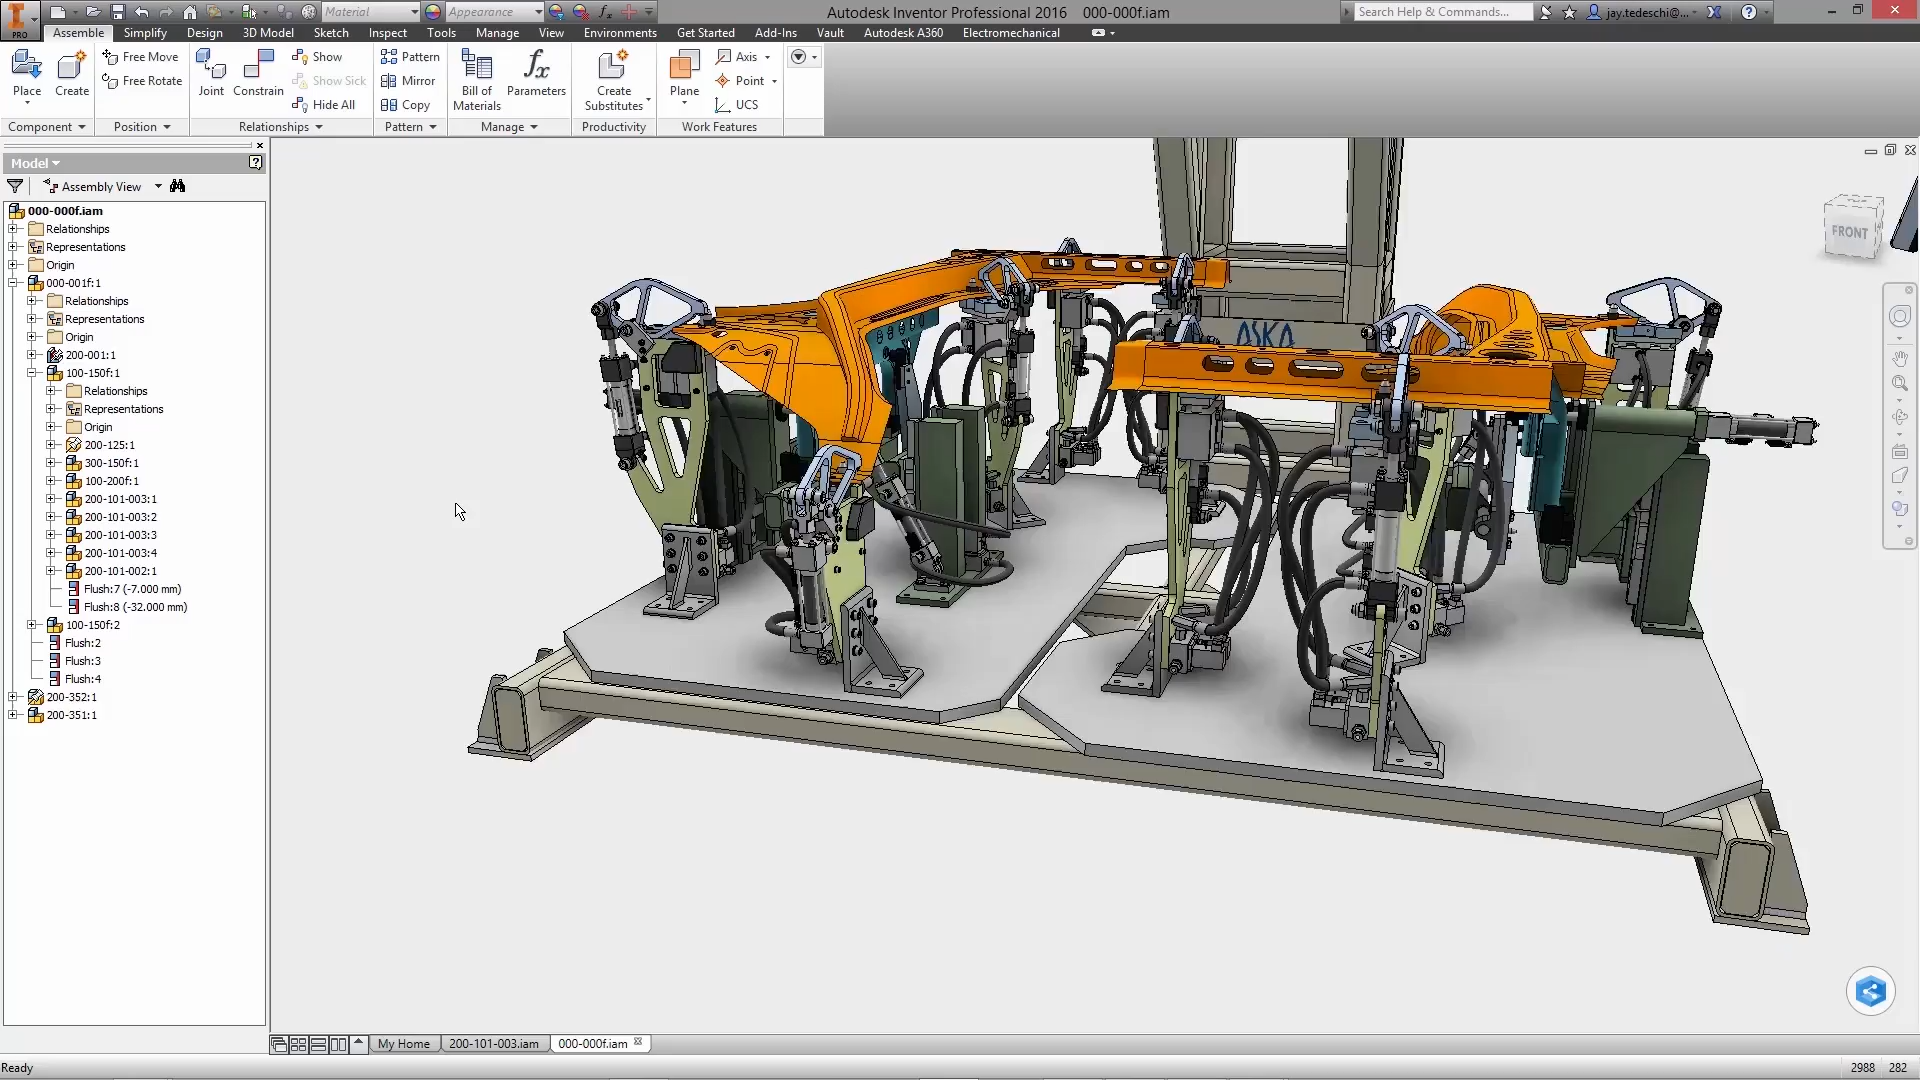 Material
Appearance
Autodesk Inventor Professional 2016 000-000f.iam
Search Help & Commands...
jay.tedeschi@...
PRO
Assemble Simplify Design 3D Model Sketch Inspect Tools Manage View Environments Get Started Add-Ins Vault Autodesk A360 Electromechanical
Place
Create
Free Move
Free Rotate
Joint
Constrain
Show
Show Sick
Hide All
Pattern
Mirror
Copy
Bill of
Materials
Parameters
Create
Substitutes
Plane
Axis
Point
UCS
Component Position Relationships Pattern Manage Productivity Work Features
Model
Assembly View
000-000f.iam
Relationships
Representations
Origin
000-001f:1
Relationships
Representations
Origin
200-001:1
100-150f:1
Relationships
Representations
Origin
200-125:1
300-150f:1
100-200f:1
200-101-003:1
200-101-003:2
200-101-003:3
200-101-003:4
200-101-002:1
Flush:7 (-7.000 mm)
Flush:8 (-32.000 mm)
100-150f:2
Flush:2
Flush:3
Flush:4
200-352:1
200-351:1
FRONT
ASKA
My Home 200-101-003.iam 000-000f.iam
Ready
2988 282